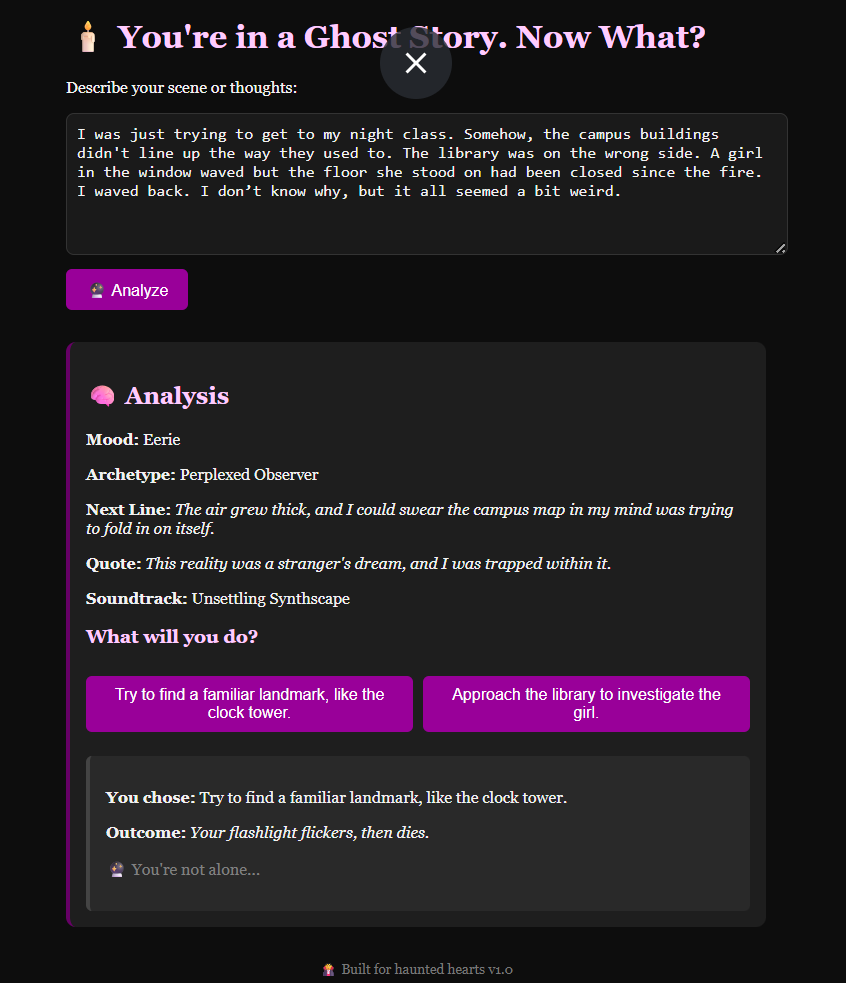 You're in a Ghost Story. Now What?
Describe your scene or thoughts:
I was just trying to get to my night class. Somehow, the campus buildings
didn't line up the way they used to. The library was on the wrong side. A girl
in the window waved but the floor she stood on had been closed since the fire.
I waved back. I don’t know why, but it all seemed a bit weird.
Analyze
Analysis
Mood: Eerie
Archetype: Perplexed Observer
Next Line: The air grew thick, and I could swear the campus map in my mind was trying
to fold in on itself.
Quote: This reality was a stranger's dream, and I was trapped within it.
Soundtrack: Unsettling Synthscape
What will you do?
Try to find a familiar landmark, like the
clock tower.
Approach the library to investigate the
girl.
You chose: Try to find a familiar landmark, like the clock tower.
Outcome: Your flashlight flickers, then dies.
You're not alone...
Built for haunted hearts v1.0